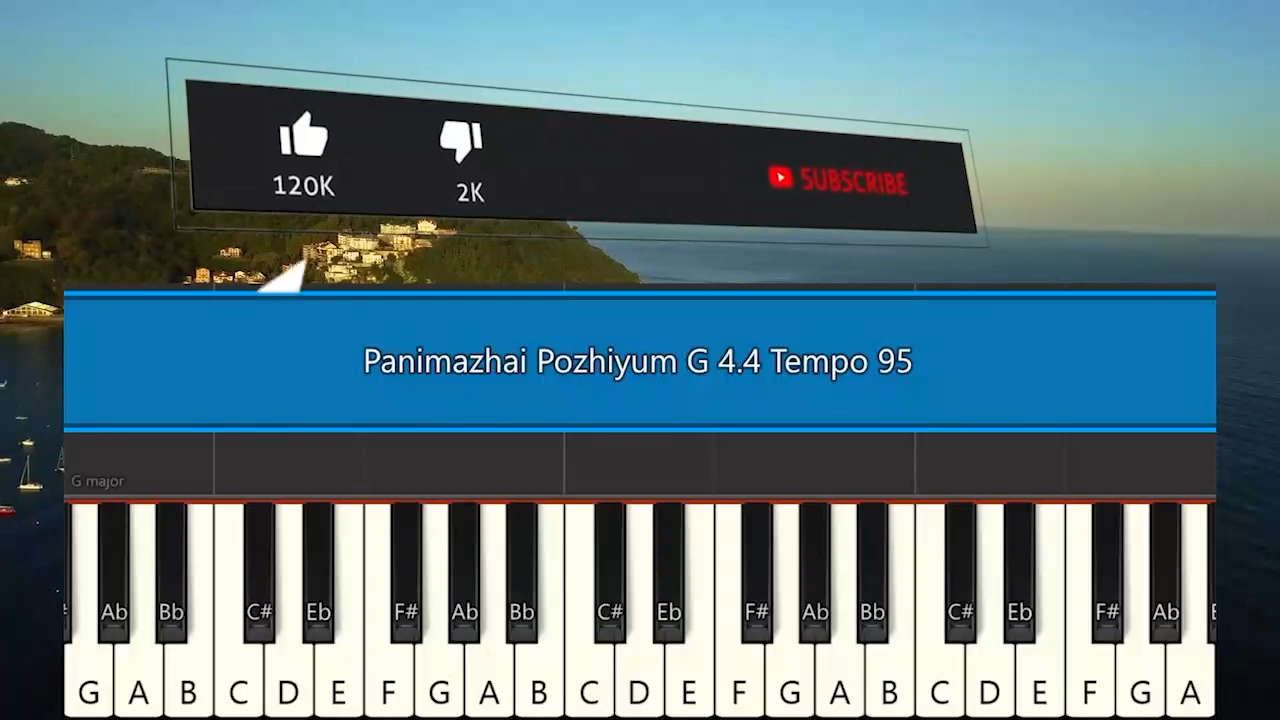 120K 2K SUBSCRIBE
Panimazhai Pozhiyum G 4.4 Tempo 95
G major
Ab Bb C# Eb F# Ab Bb C# Eb F# Ab Bb C# Eb F# Ab
G A B C D E F G A B C D E F G A B C D E F G A